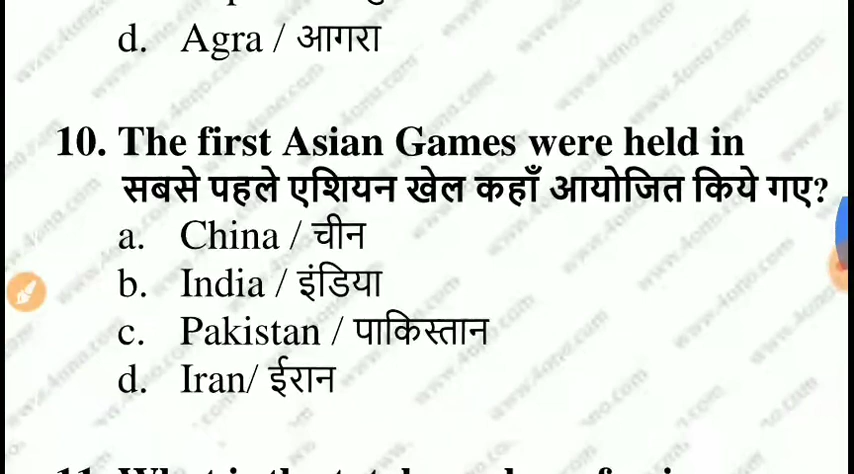 d. Agra / आगरा
10. The first Asian Games were held in
सबसे पहले एशियन खेल कहाँ आयोजित किये गए?
a. China / चीन
b. India / इंडिया
c. Pakistan / पाकिस्तान
d. Iran/ ईरान